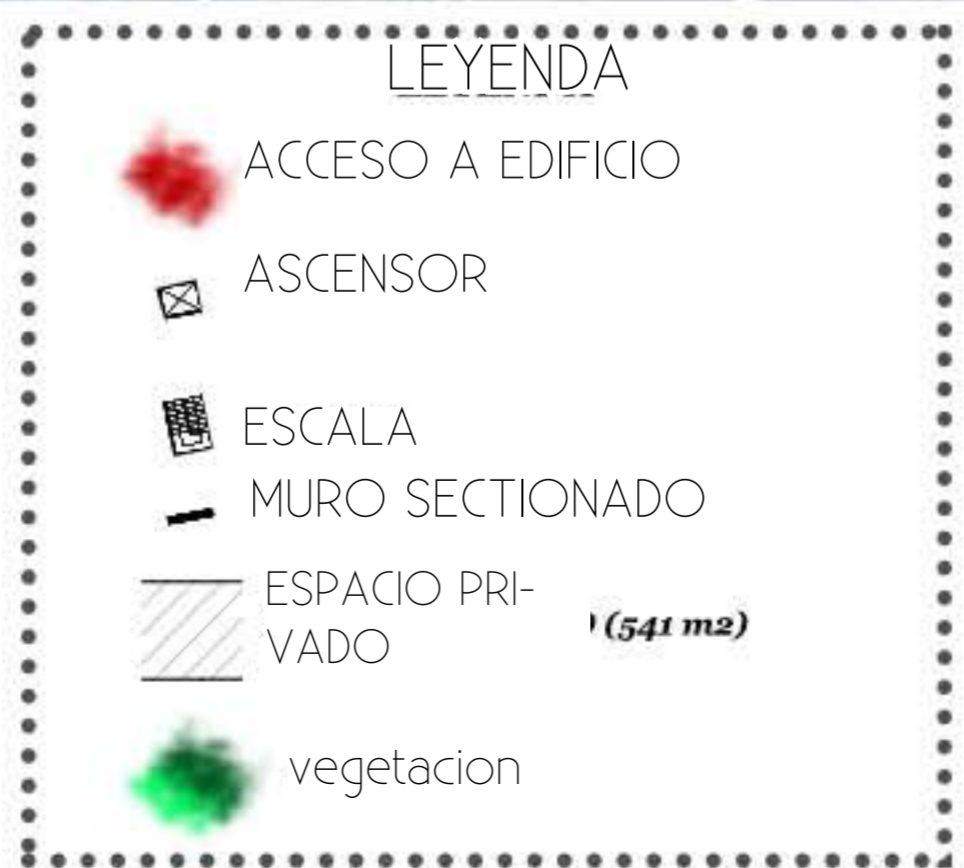 LEYENDA
ACCESO A EDIFICIO
ASCENSOR
ESCALA
MURO SECTIONADO
ESPACIO PRI-
VADO
(541 m2)
vegetacion